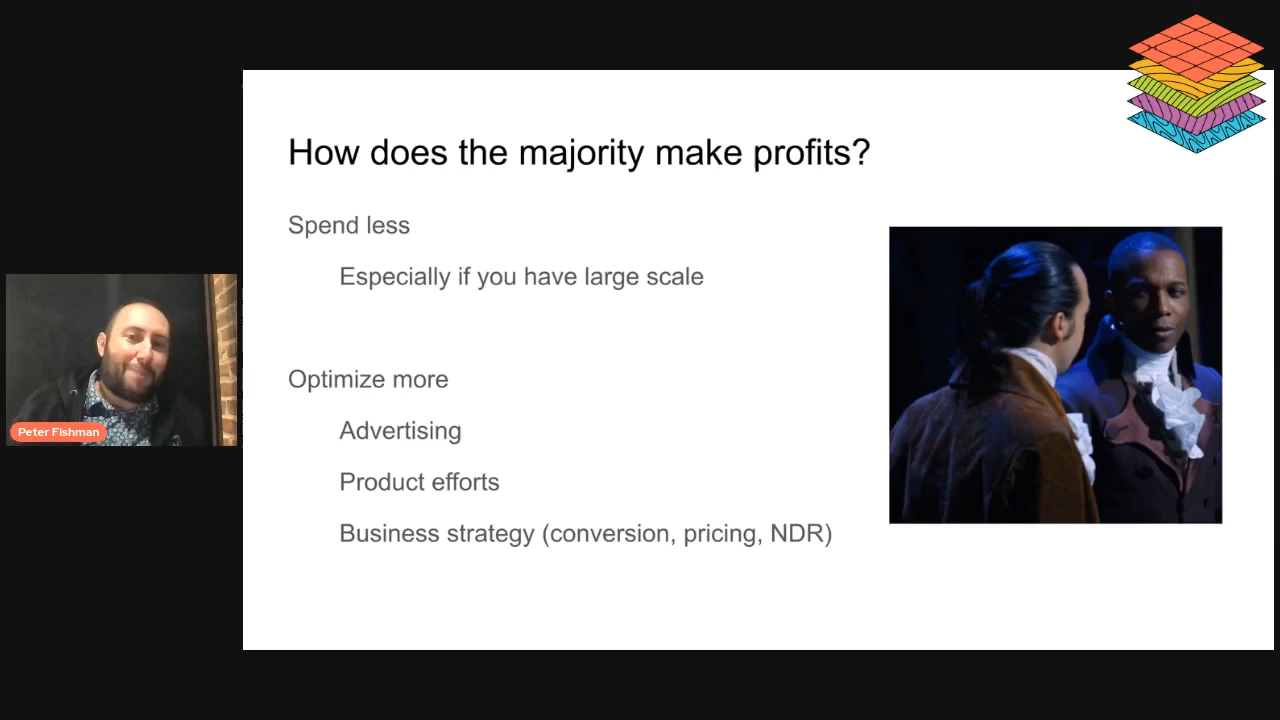 How does the majority make profits?
Spend less
Especially if you have large scale
Optimize more
Advertising
Product efforts
Business strategy (conversion, pricing, NDR)
Peter Fishman